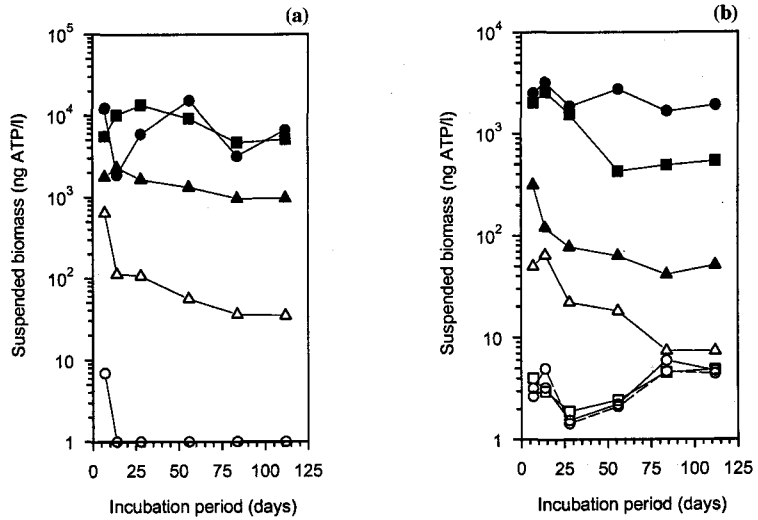 (a)
Suspended biomass (ng ATP/l)
10^5
10^4
10^3
10^2
10
1
0 25 50 75 100 125
Incubation period (days)
(b)
Suspended biomass (ng ATP/l)
10^4
10^3
10^2
10
1
0 25 50 75 100 125
Incubation period (days)